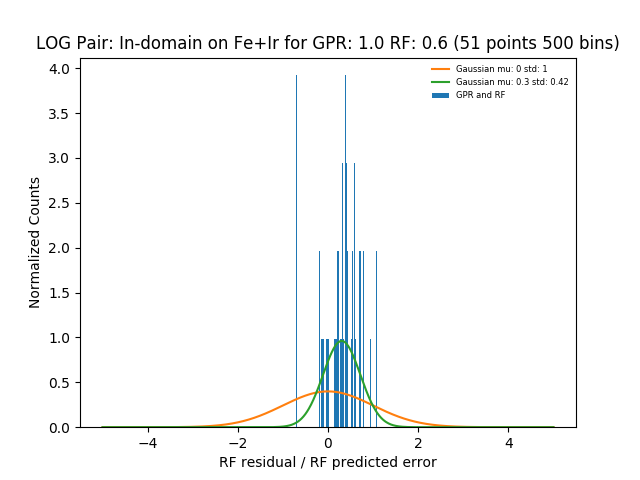 LOG Pair: In-domain on Fe+Ir for GPR: 1.0 RF: 0.6 (51 points 500 bins)
Gaussian mu: 0 std: 1
Gaussian mu: 0.3 std: 0.42
GPR and RF
Normalized Counts
4.0
3.5
3.0
2.5
2.0
1.5
1.0
0.5
0.0
−4 −2 0 2 4
RF residual / RF predicted error